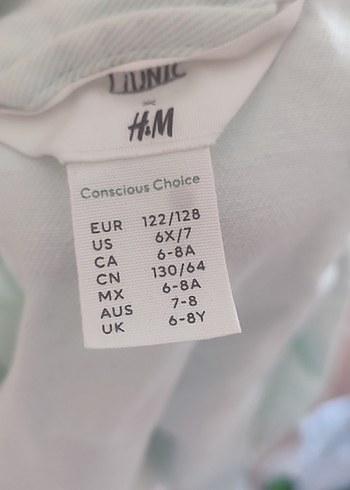 H&M
Conscious Choice
EUR 122/128
US 6X/7
CA 6-8A
CN 130/64
MX 6-8A
AUS 7-8
UK 6-8Y